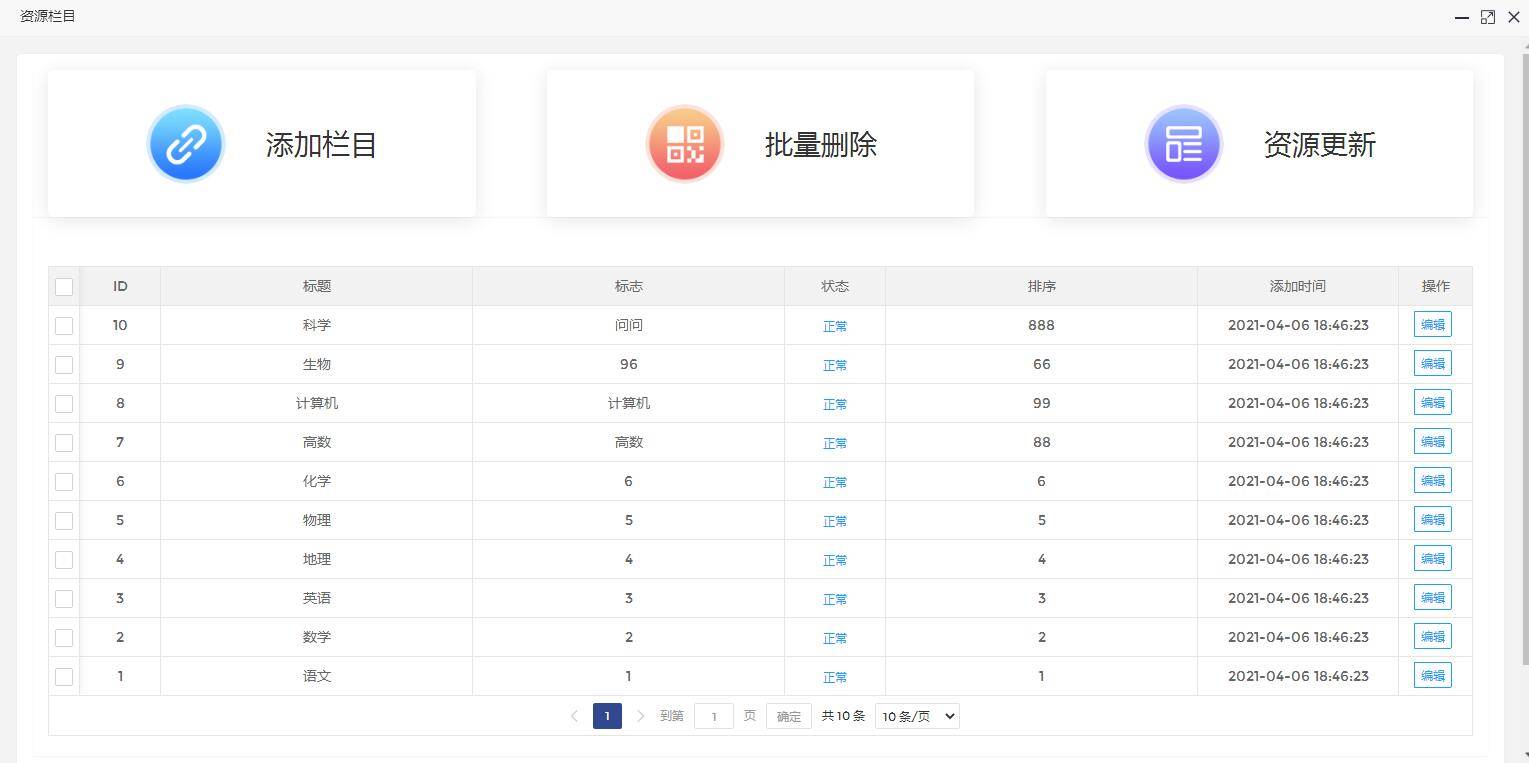 资源栏目
添加栏目 批量删除 资源更新
ID 标题 标志 状态 排序 添加时间 操作
10 科学 问问 正常 888 2021-04-06 18:46:23 编辑
9 生物 96 正常 66 2021-04-06 18:46:23 编辑
8 计算机 计算机 正常 99 2021-04-06 18:46:23 编辑
7 高数 高数 正常 88 2021-04-06 18:46:23 编辑
6 化学 6 正常 6 2021-04-06 18:46:23 编辑
5 物理 5 正常 5 2021-04-06 18:46:23 编辑
4 地理 4 正常 4 2021-04-06 18:46:23 编辑
3 英语 3 正常 3 2021-04-06 18:46:23 编辑
2 数学 2 正常 2 2021-04-06 18:46:23 编辑
1 语文 1 正常 1 2021-04-06 18:46:23 编辑
1 到第 1 页 确定 共 10 条 10 条/页